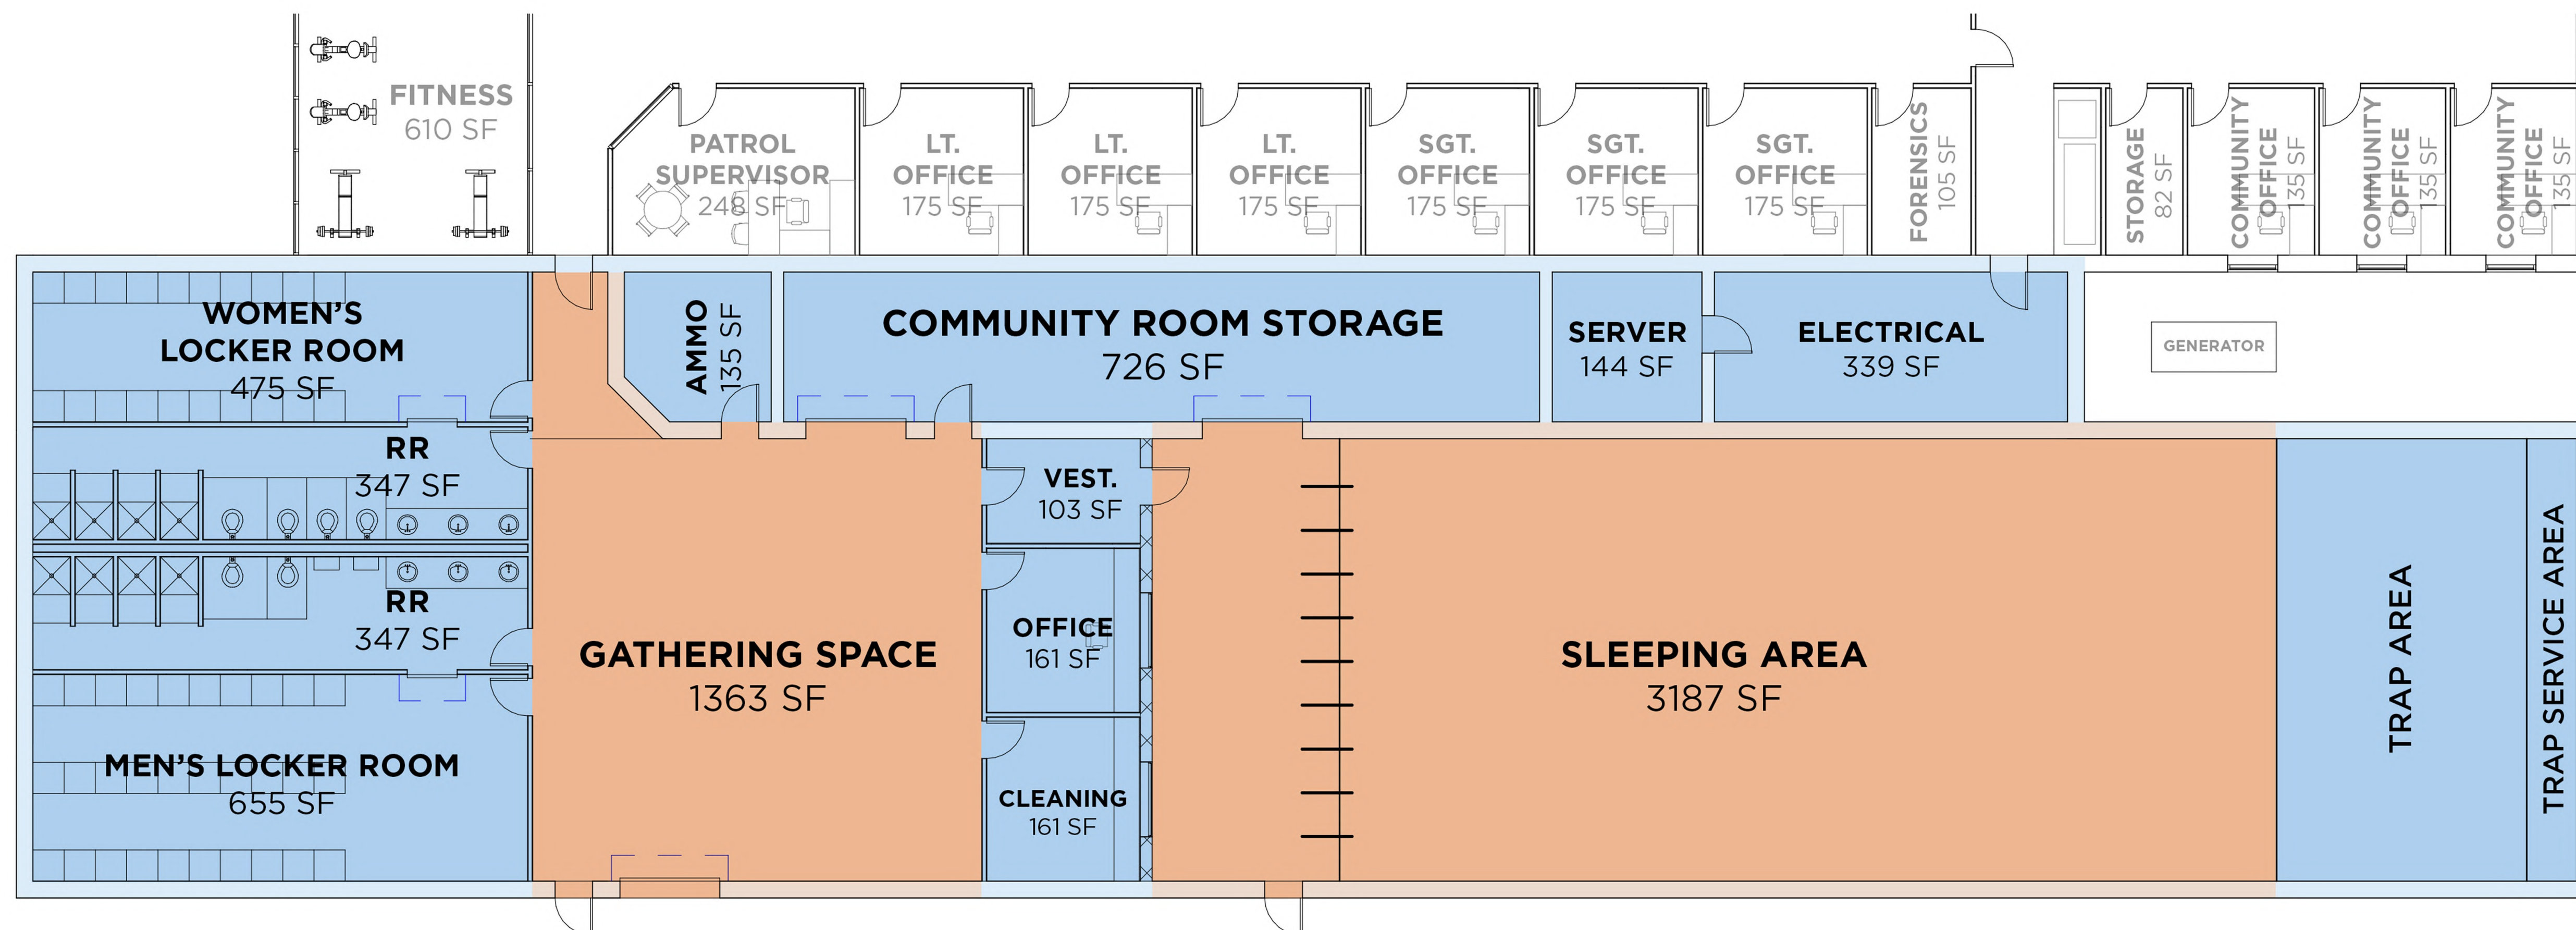 FITNESS
610 SF
PATROL
SUPERVISOR
248 SF
LT.
OFFICE
175 SF
LT.
OFFICE
175 SF
LT.
OFFICE
175 SF
SGT.
OFFICE
175 SF
SGT.
OFFICE
175 SF
SGT.
OFFICE
175 SF
FORENSICS
105 SF
STORAGE
82 SF
COMMUNITY
OFFICE
135 SF
COMMUNITY
OFFICE
135 SF
COMMUNITY
OFFICE
135 SF
WOMEN'S
LOCKER ROOM
475 SF
AMMO
135 SF
COMMUNITY ROOM STORAGE
726 SF
SERVER
144 SF
ELECTRICAL
339 SF
GENERATOR
RR
347 SF
RR
347 SF
MEN'S LOCKER ROOM
655 SF
GATHERING SPACE
1363 SF
VEST.
103 SF
OFFICE
161 SF
CLEANING
161 SF
SLEEPING AREA
3187 SF
TRAP AREA
TRAP SERVICE AREA